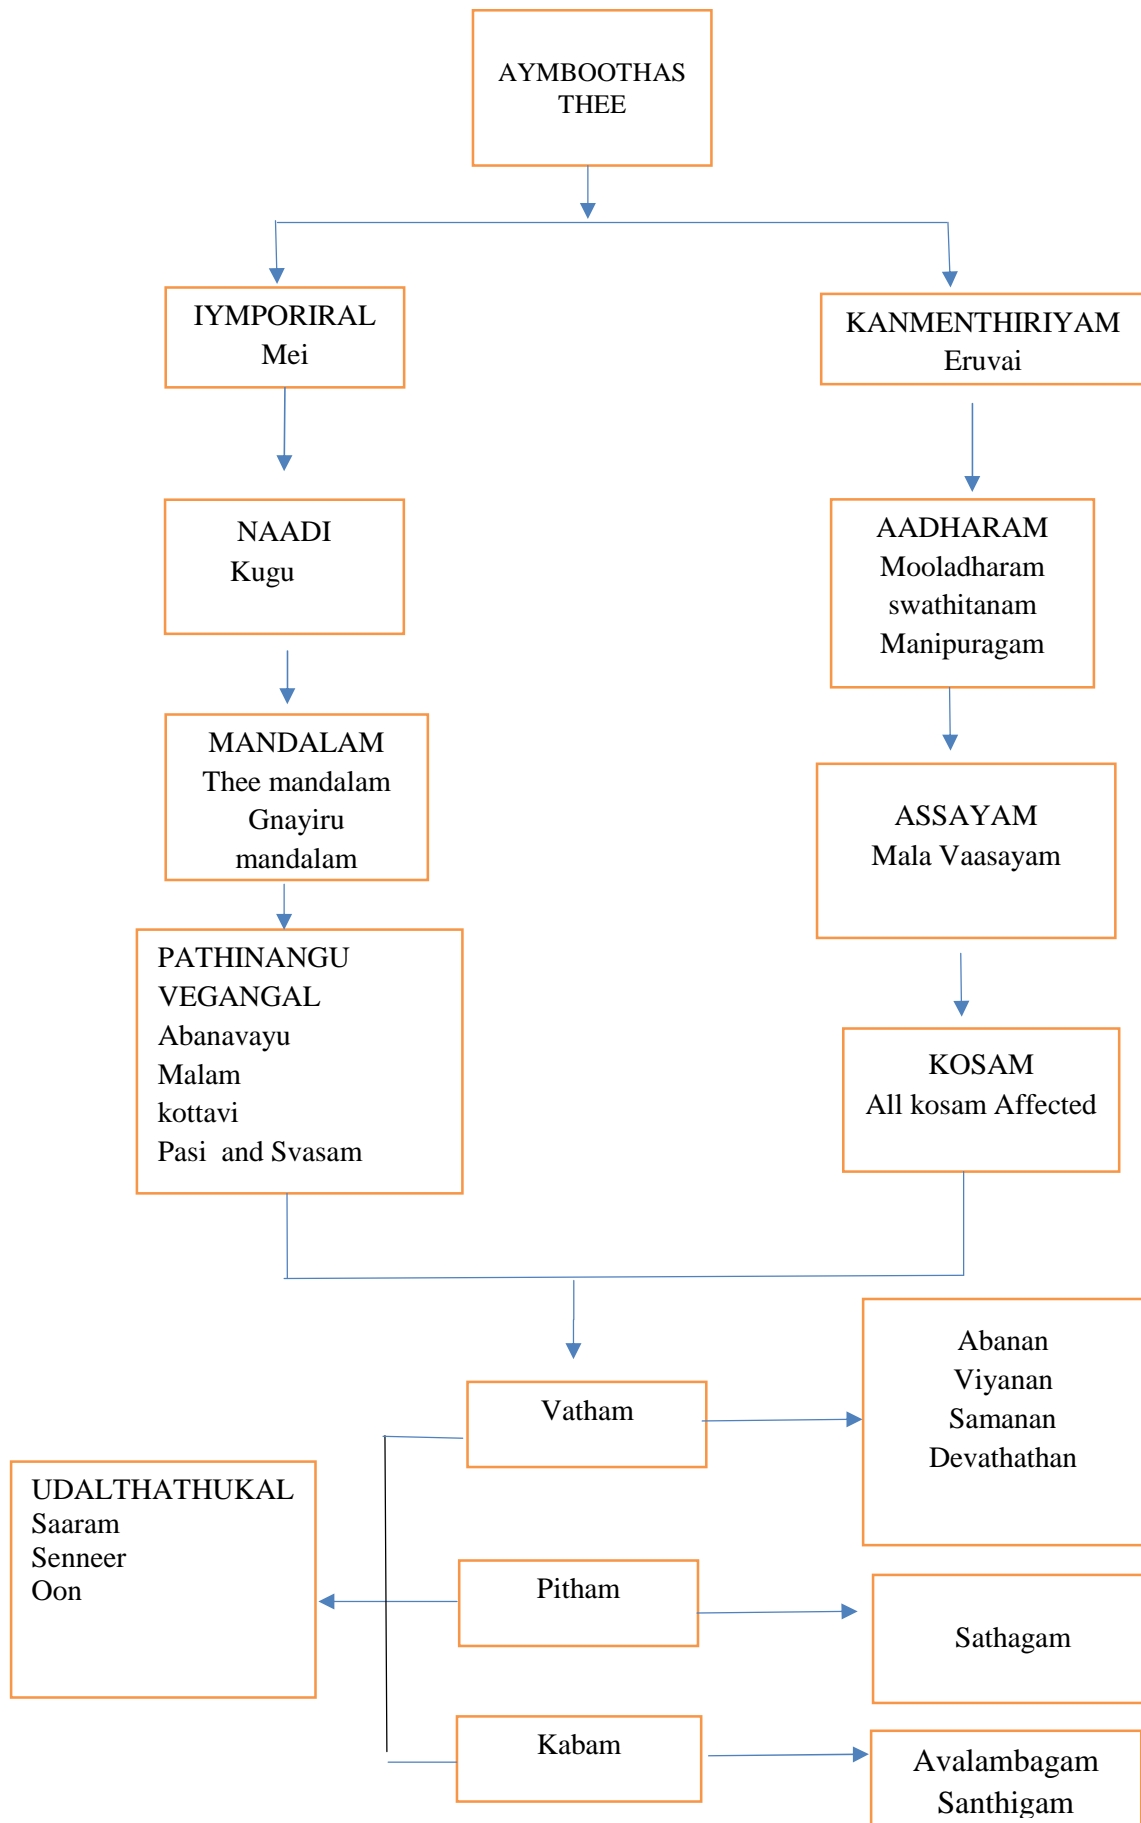 AYMBOOTHAS
THEE
IYMPORIRAL
Mei
KANMENTHIRIYAM
Eruvai
NAADI
Kugu
AADHARAM
Mooladharam
swathitanam
Manipuragam
MANDALAM
Thee mandalam
Gnayiru
mandalam
ASSAYAM
Mala Vaasayam
PATHINANGU
VEGANGAL
Abanavayu
Malam
kottavi
Pasi and Svasam
KOSAM
All kosam Affected
Vatham
Abanan
Viyanan
Samanan
Devathathan
UDALTHATHUKAL
Saaram
Senneer
Oon
Pitham
Sathagam
Kabam
Avalambagam
Santhigam